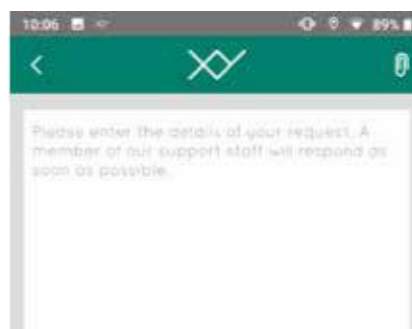 10:06 89%
Please enter the details of your request. A
member of our support staff will respond as
soon as possible.